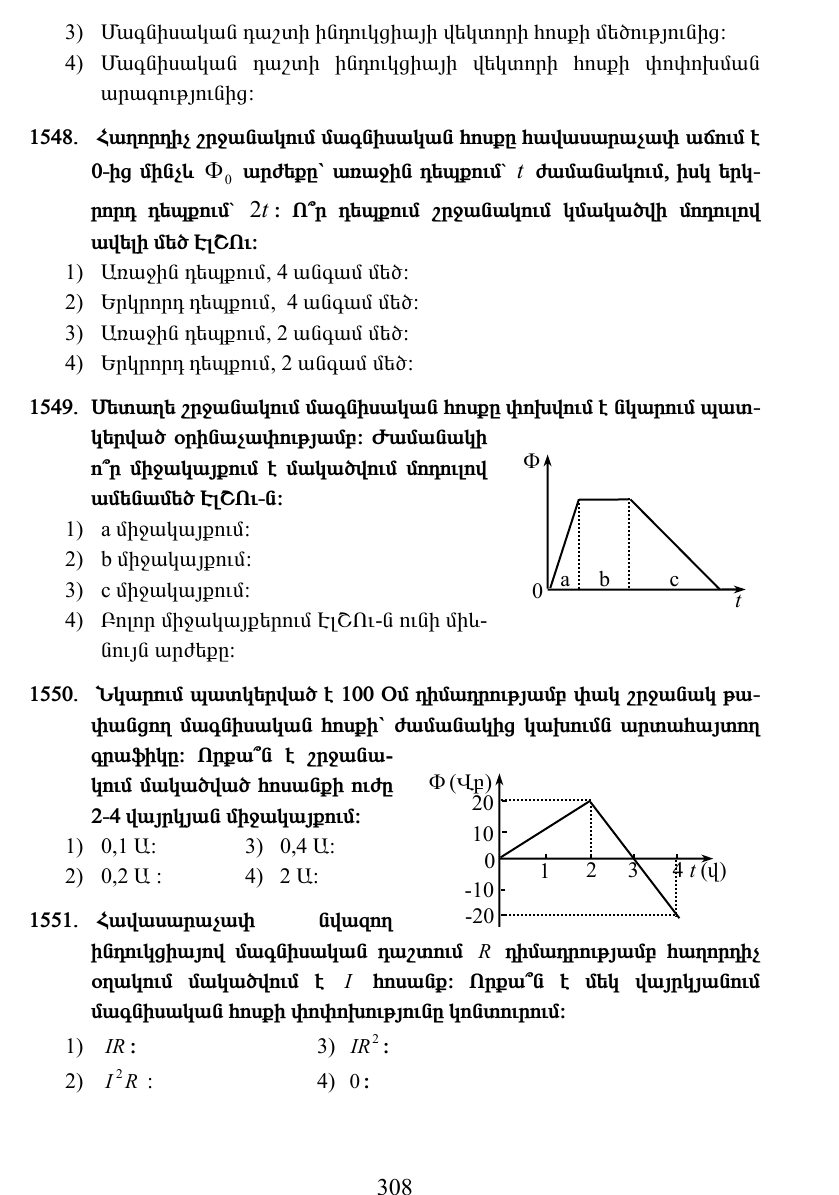 3) Մագնիսական դաշտի ինդուկցիայի վեկտորի հոսքի մեծությունից:
4) Մագնիսական դաշտի ինդուկցիայի վեկտորի հոսքի փոփոխման
արագությունից:
1548. Հաղորդիչ շրջանակում մագնիսական հոսքը հավասարաչափ աճում է
0-ից մինչև Φ₀ արժեքը՝ առաջին դեպքում՝ t ժամանակում, իսկ երկ-
րորդ դեպքում՝ 2t : Ո՞ր դեպքում շրջանակում կմակածվի մոդուլով
ավելի մեծ ԷլՇՈւ:
1) Առաջին դեպքում, 4 անգամ մեծ:
2) Երկրորդ դեպքում, 4 անգամ մեծ:
3) Առաջին դեպքում, 2 անգամ մեծ:
4) Երկրորդ դեպքում, 2 անգամ մեծ:
1549. Մետաղե շրջանակում մագնիսական հոսքը փոխվում է նկարում պատ-
կերված օրինաչափությամբ: Ժամանակի
ո՞ր միջակայքում է մակածվում մոդուլով
ամենամեծ ԷլՇՈւ-ն:
1) a միջակայքում:
2) b միջակայքում:
3) c միջակայքում:
4) Բոլոր միջակայքերում ԷլՇՈւ-ն ունի միև-
նույն արժեքը:
Φ
0 a b c
t
1550. Նկարում պատկերված է 100 Օմ դիմադրությամբ փակ շրջանակ թա-
փանցող մագնիսական հոսքի՝ ժամանակից կախումն արտահայտող
գրաֆիկը: Որքա՞ն է շրջանա-
կում մակածված հոսանքի ուժը
2-4 վայրկյան միջակայքում:
1) 0,1 Ա: 3) 0,4 Ա:
2) 0,2 Ա : 4) 2 Ա:
Φ (Վբ)
20
10
0
1 2 3 4 t (վ)
-10
-20
1551. Հավասարաչափ նվազող
ինդուկցիայով մագնիսական դաշտում R դիմադրությամբ հաղորդիչ
օղակում մակածվում է I հոսանք: Որքա՞ն է մեկ վայրկյանում
մագնիսական հոսքի փոփոխությունը կոնտուրում:
1) IR : 3) IR² :
2) I²R : 4) 0:
308